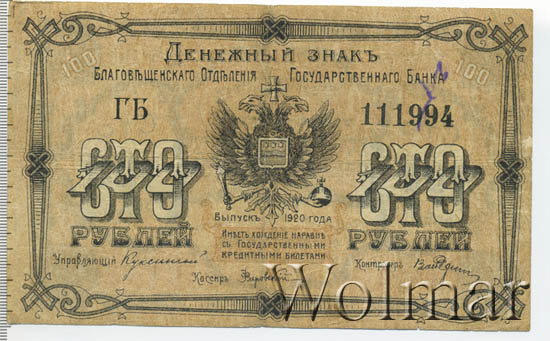 Денежный знакъ
Благовѣщенскаго Отдѣленія Государственнаго Банка
100 100
ГБ 111994
СТО СТО
РУБЛЕЙ РУБЛЕЙ
Выпускъ 1920 года
Имѣтъ хожденіе наравнѣ
съ Государственными
кредитными билетами
Управляющій Контролеръ
Кассиръ
Wolmar